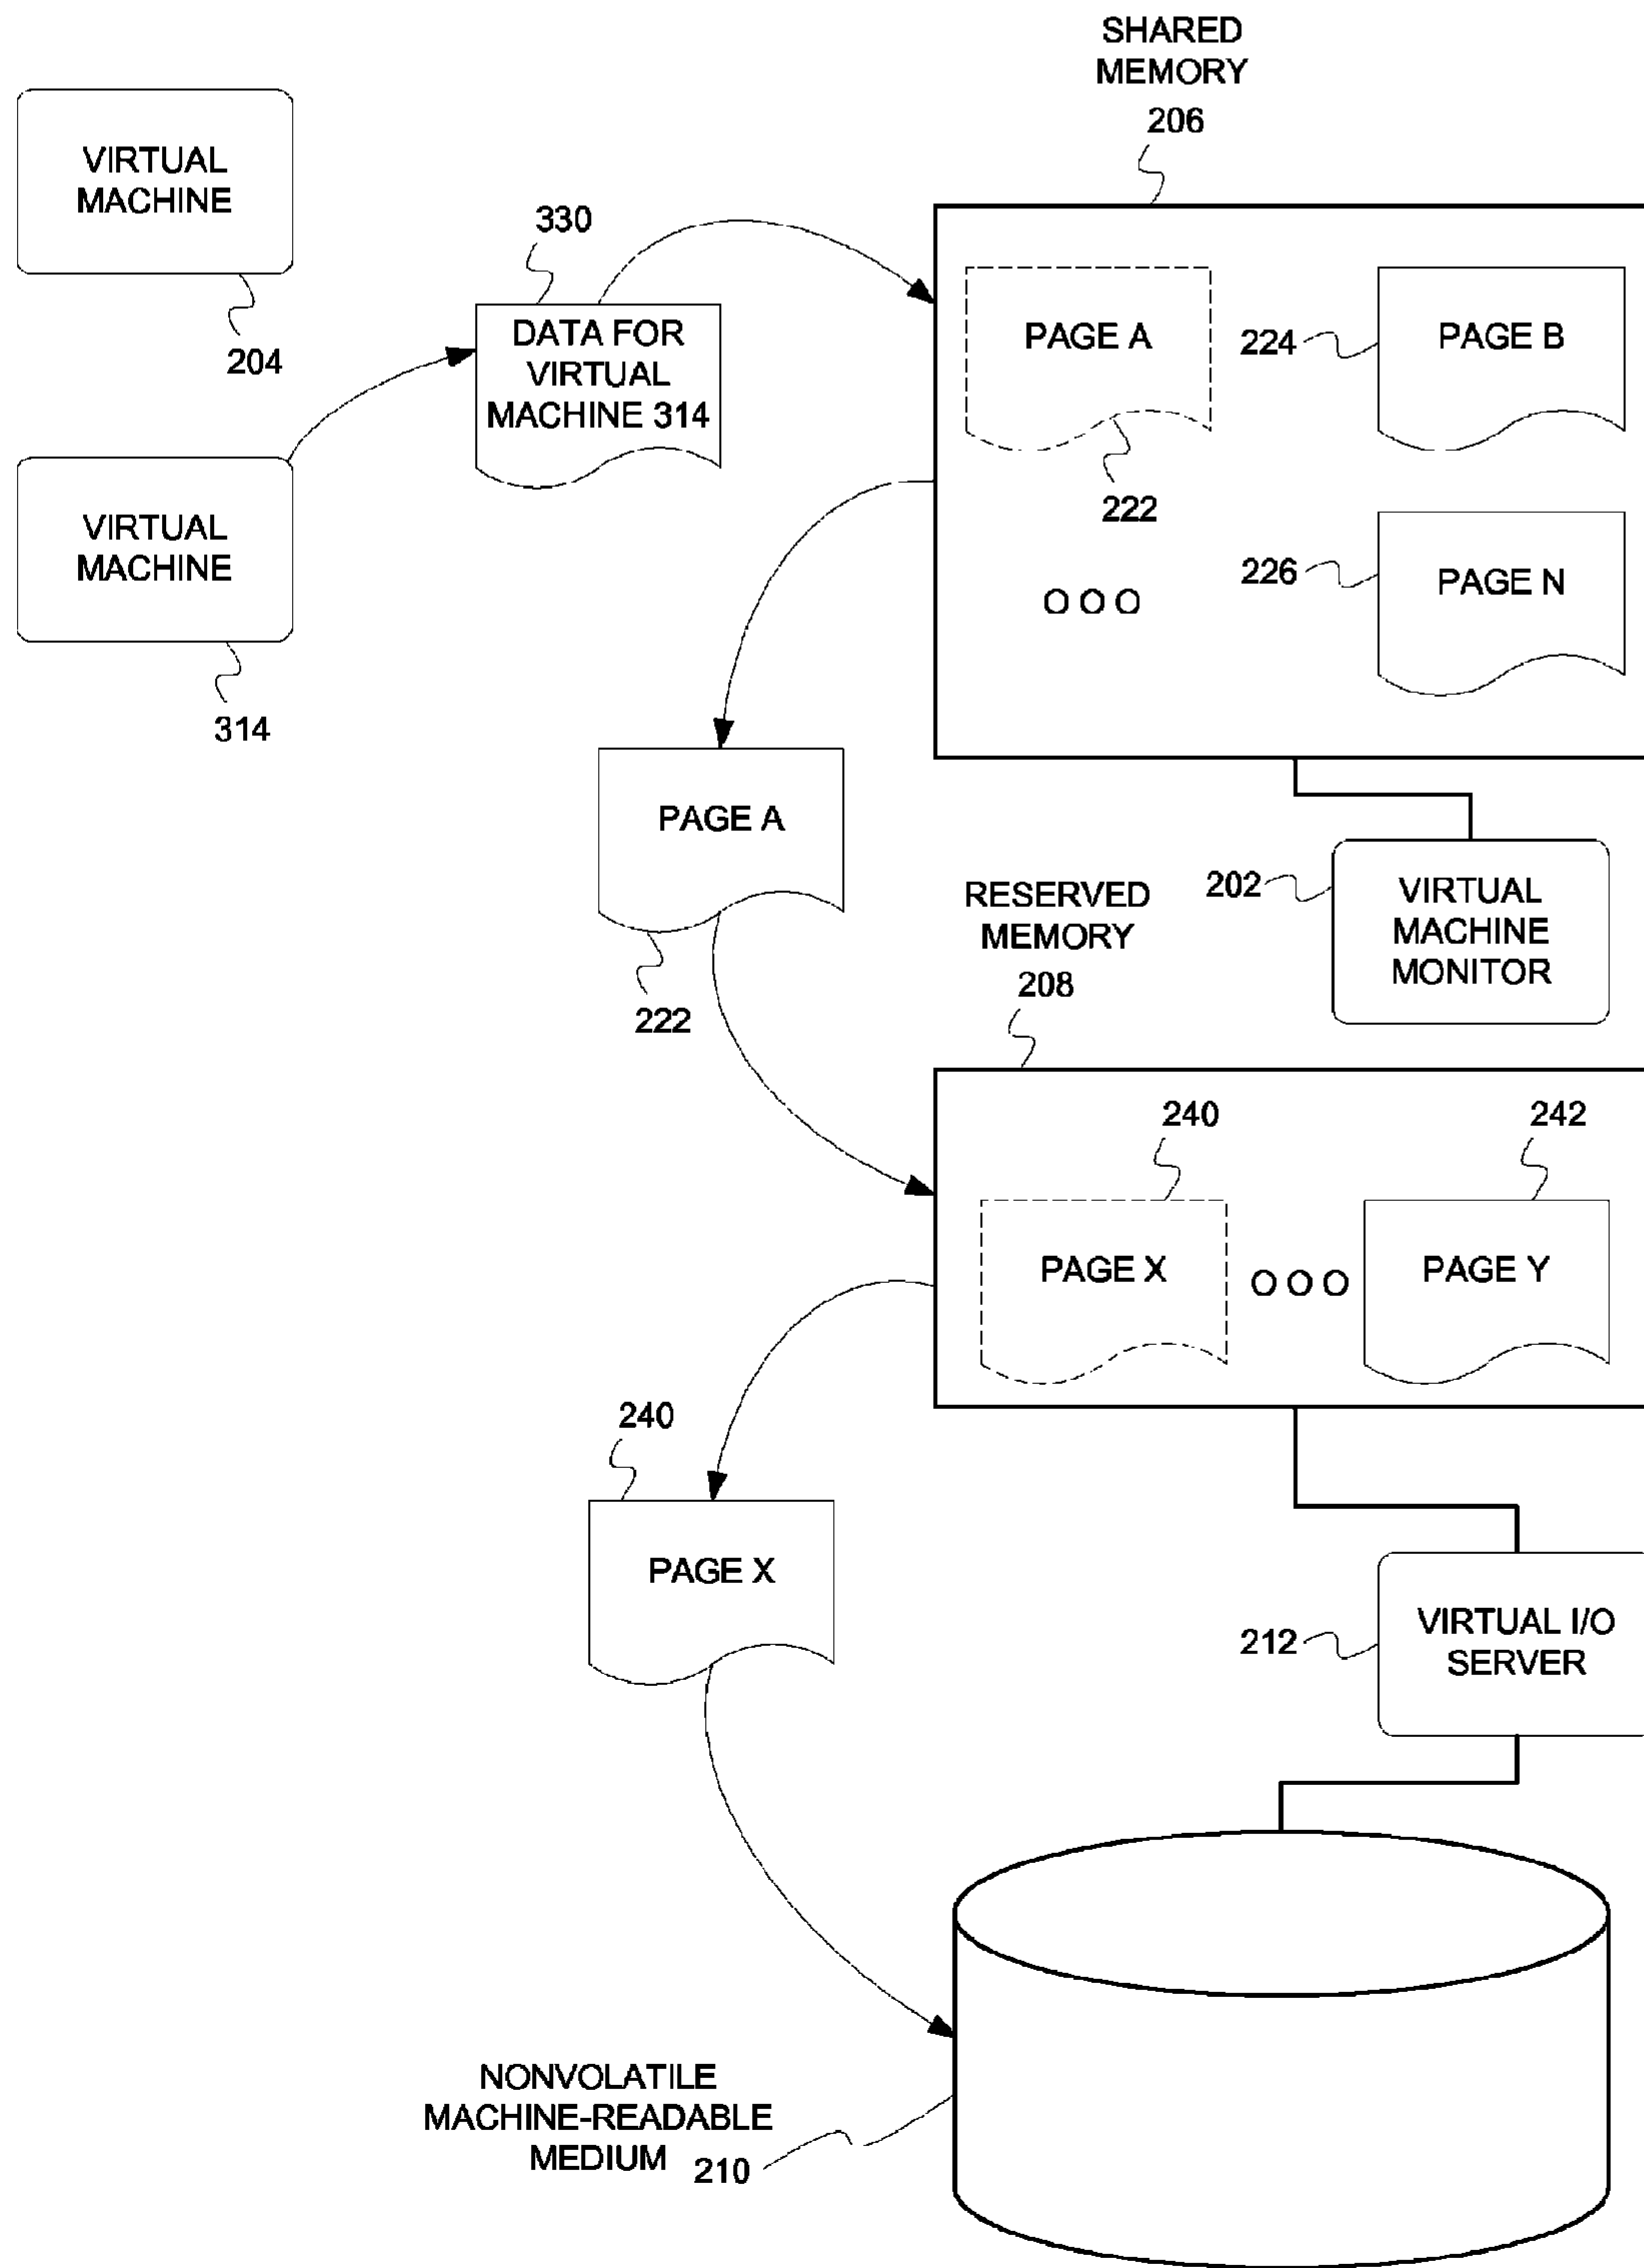 SHARED
MEMORY
206
VIRTUAL
MACHINE
204
330
DATA FOR
VIRTUAL
MACHINE 314
PAGE A
222
224
PAGE B
VIRTUAL
MACHINE
314
226
PAGE N
PAGE A
222
202
VIRTUAL
MACHINE
MONITOR
RESERVED
MEMORY
208
240
242
PAGE X
PAGE Y
240
PAGE X
212
VIRTUAL I/O
SERVER
NONVOLATILE
MACHINE-READABLE
MEDIUM 210